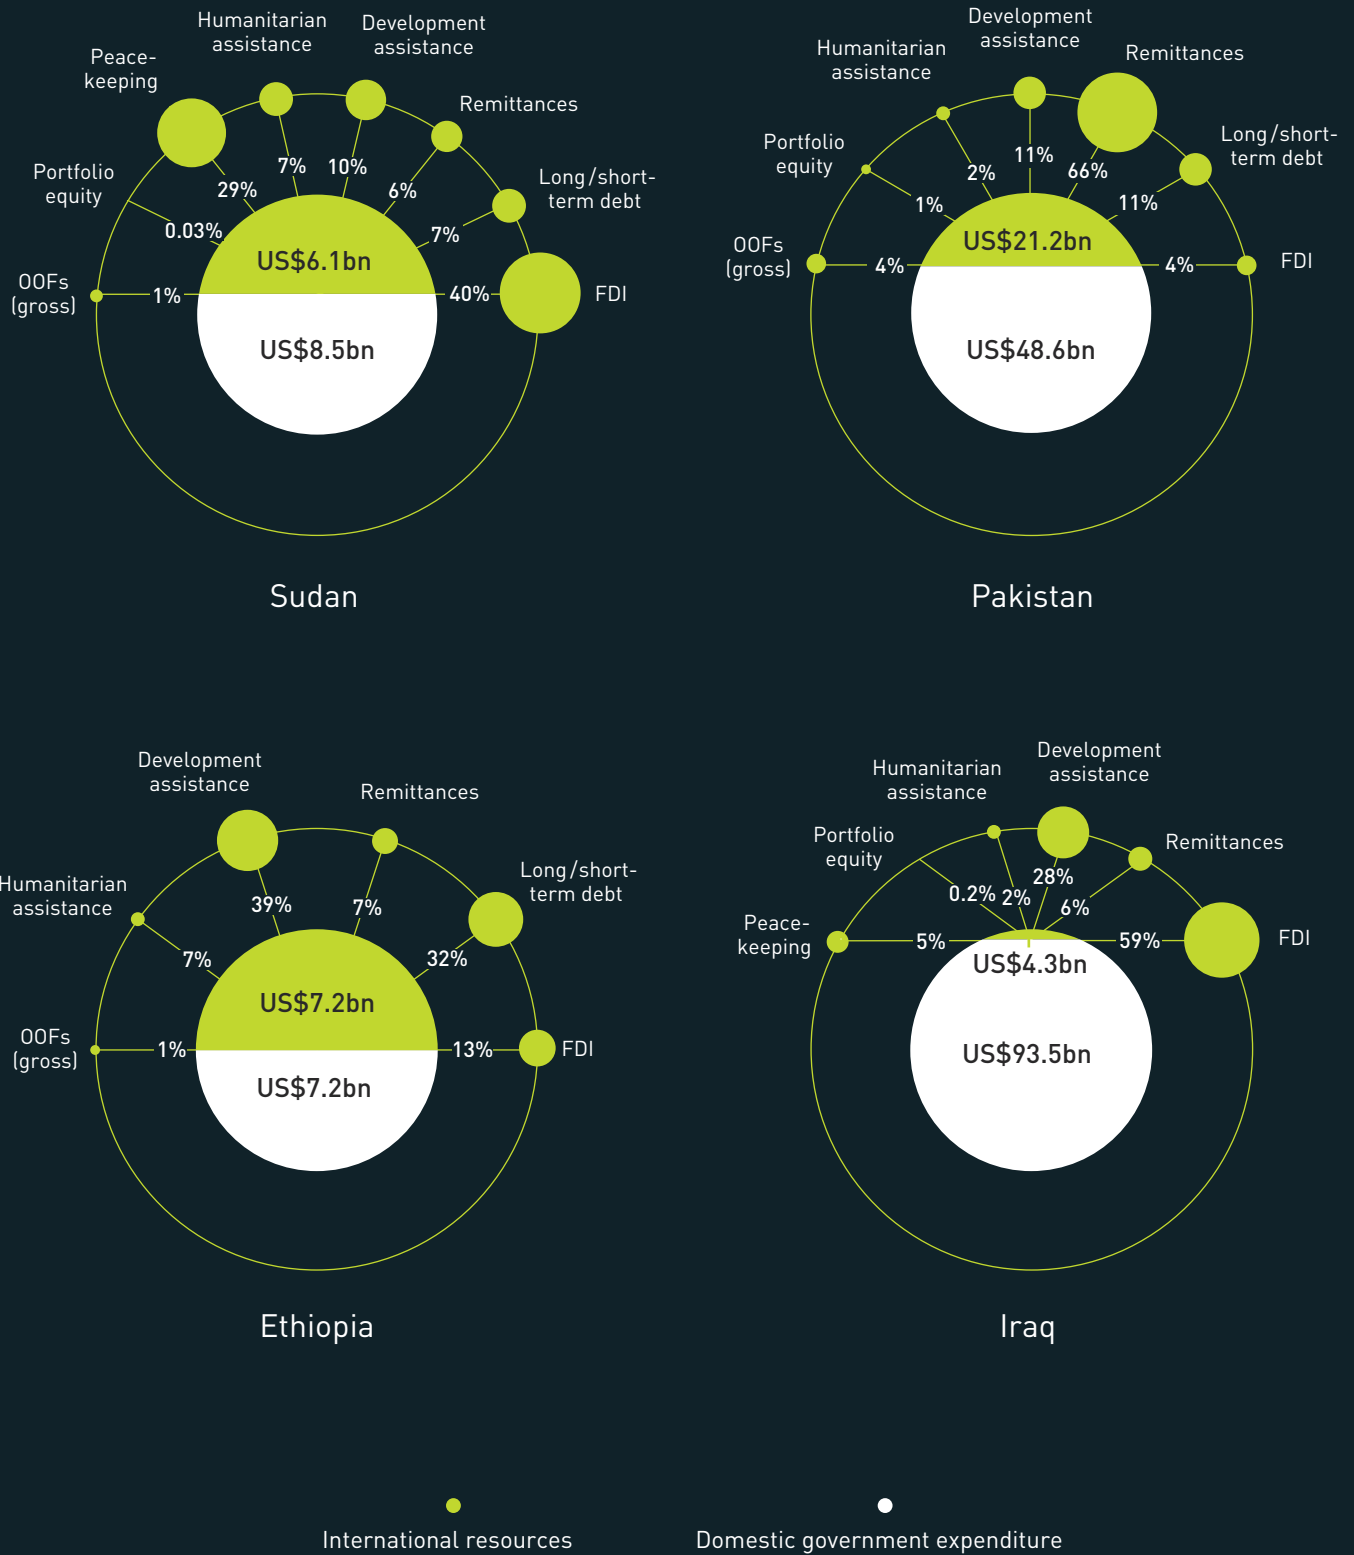 Humanitarian
assistance
Development
assistance
Peace-
keeping
Remittances
Portfolio
equity
Long/short-
term debt
OOFs
(gross)
FDI
7%
10%
29%
6%
0.03%
7%
1%
40%
US$6.1bn
US$8.5bn
Sudan
Development
assistance
Humanitarian
assistance
Remittances
Portfolio
equity
Long/short-
term debt
OOFs
(gross)
FDI
11%
2%
66%
1%
11%
4%
4%
US$21.2bn
US$48.6bn
Pakistan
Development
assistance
Remittances
Humanitarian
assistance
Long/short-
term debt
OOFs
(gross)
FDI
39%
7%
7%
32%
1%
13%
US$7.2bn
US$7.2bn
Ethiopia
Development
assistance
Humanitarian
assistance
Portfolio
equity
Remittances
Peace-
keeping
FDI
28%
0.2%
2%
6%
5%
59%
US$4.3bn
US$93.5bn
Iraq
International resources
Domestic government expenditure